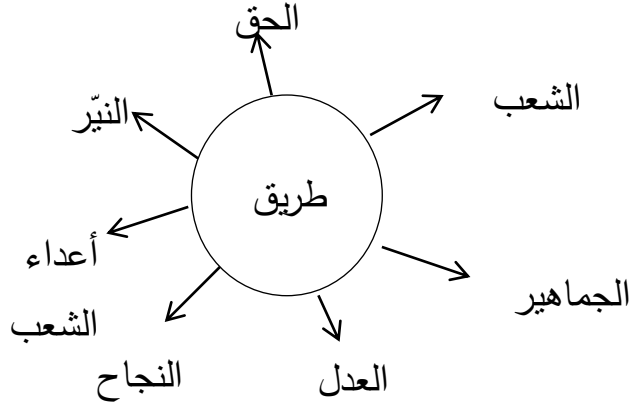 الحق
الشعب
النيّر
طريق
أعداء
الشعب
الجماهير
العدل
النجاح